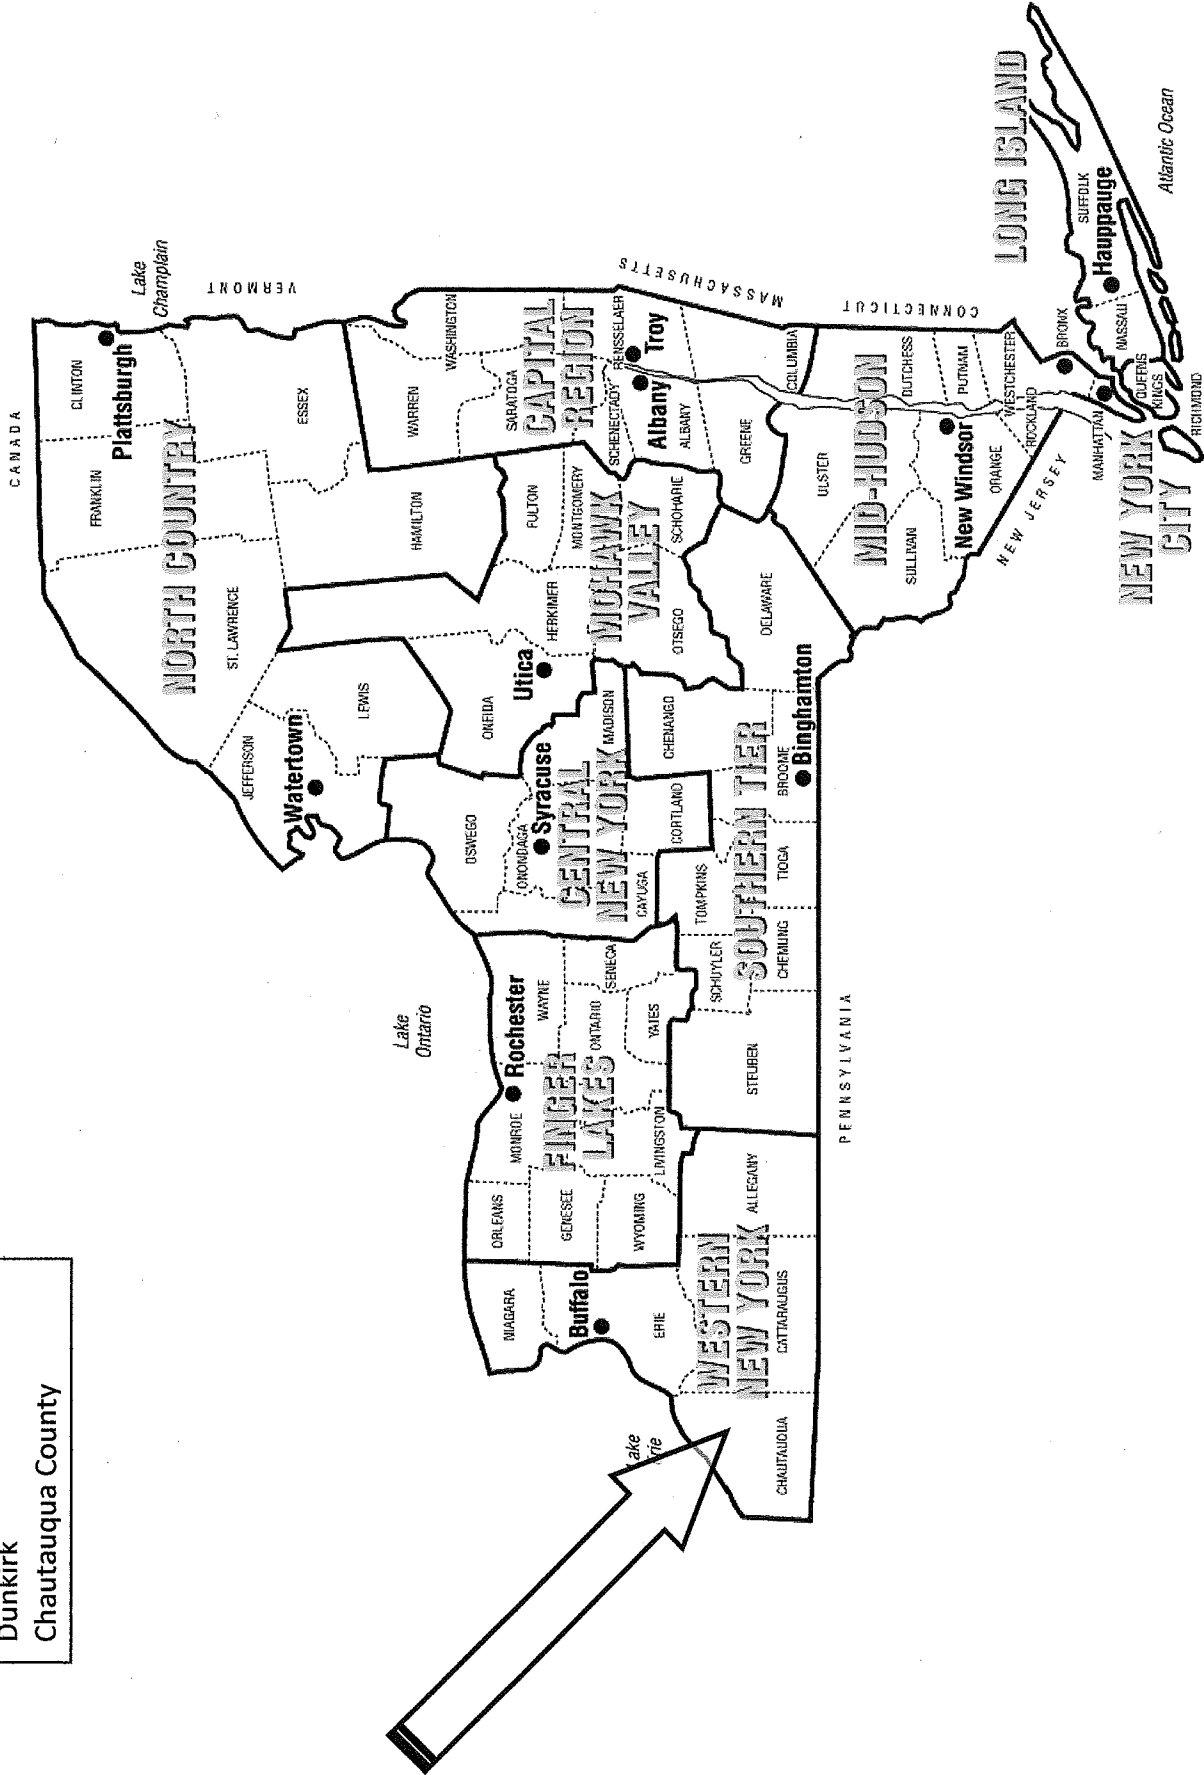 Dunkirk
Chautauqua County
CANADA
CLINTON
Plattsburgh
Lake
Champlain
FRANKLIN
NORTH COUNTRY
ESSEX
VERMONT
ST. LAWRENCE
JEFFERSON
Watertown
LEWIS
HAMILTON
WARREN
WASHINGTON
Lake
Ontario
OSWEGO
ONEIDA
Utica
HERKIMER
FULTON
SARATOGA
CAPITAL
REGION
MONTGOMERY
MOHAWK
VALLEY
SCHENECTADY
RENSSELAER
Troy
Albany
ALBANY
MASSACHUSETTS
SCHOHARIE
OTSEGO
NIAGARA
ORLEANS
MONROE
Rochester
WAYNE
ONONDAGA
Syracuse
CENTRAL
NEW YORK
MADISON
CAYUGA
CORTLAND
CHENANGO
Buffalo
GENESEE
FINGER
LAKES
ONTARIO
SENECA
YATES
ERIE
WYOMING
LIVINGSTON
WESTERN
NEW YORK
CHAUTAUQUA
CATTARAUGUS
ALLEGANY
STEUBEN
SCHUYLER
TOMPKINS
SOUTHERN TIER
CHEMUNG
TIOGA
BROOME
Binghamton
DELAWARE
GREENE
COLUMBIA
PENNSYLVANIA
ULSTER
MID-HUDSON
DUTCHESS
CONNECTICUT
SULLIVAN
New Windsor
PUTNAM
ORANGE
WESTCHESTER
ROCKLAND
NEW JERSEY
LONG ISLAND
BRONX
SUFFOLK
Hauppauge
MANHATTAN
NASSAU
NEW YORK
CITY
QUEENS
KINGS
RICHMOND
Atlantic Ocean